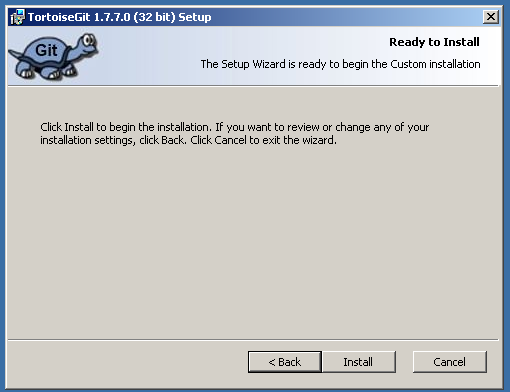 TortoiseGit 1.7.7.0 (32 bit) Setup
Git
Ready to Install
The Setup Wizard is ready to begin the Custom installation
Click Install to begin the installation. If you want to review or change any of your
installation settings, click Back. Click Cancel to exit the wizard.
< Back
Install
Cancel